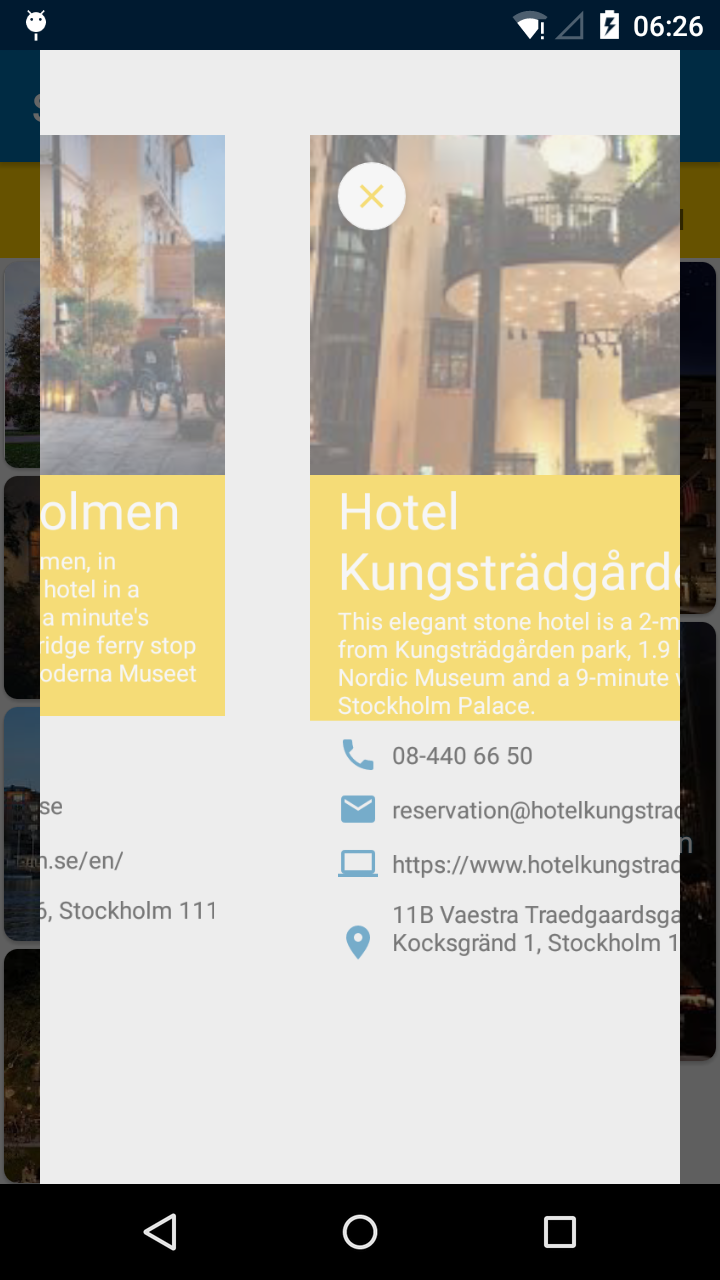 06:26
olmen
men, in
hotel in a
a minute's
ridge ferry stop
oderna Museet
se
n.se/en/
6, Stockholm 111
Hotel
Kungsträdgårde
This elegant stone hotel is a 2-m
from Kungsträdgården park, 1.9
Nordic Museum and a 9-minute
Stockholm Palace.
08-440 66 50
reservation@hotelkungstrad
https://www.hotelkungstrad
11B Vaestra Traedgaardsga
Kocksgränd 1, Stockholm 1